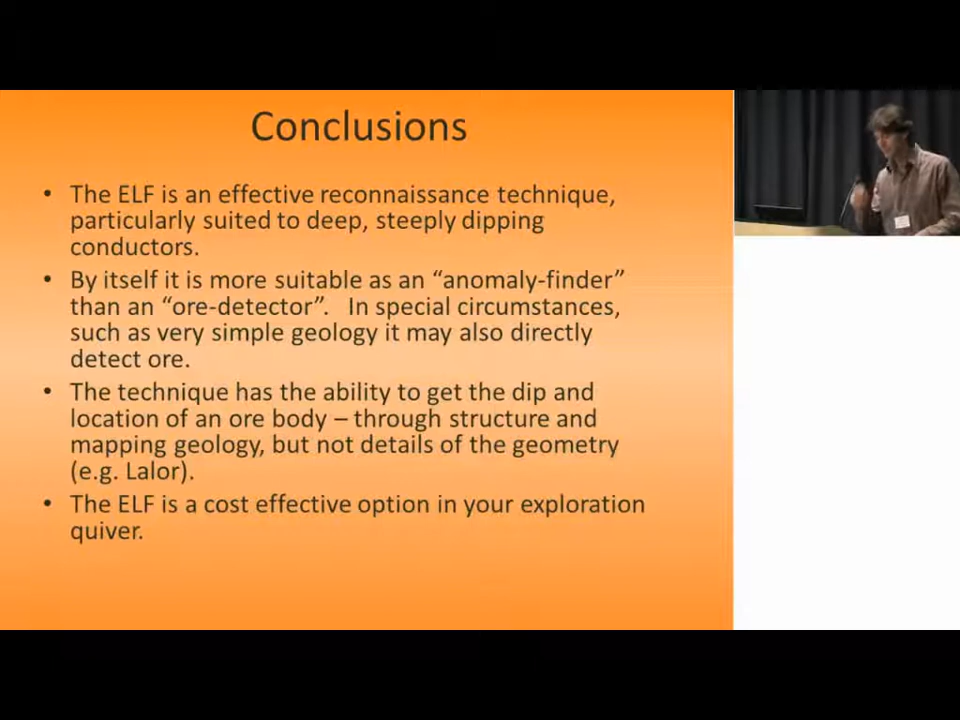 Conclusions
• The ELF is an effective reconnaissance technique,
particularly suited to deep, steeply dipping
conductors.
• By itself it is more suitable as an “anomaly-finder”
than an “ore-detector”.   In special circumstances,
such as very simple geology it may also directly
detect ore.
• The technique has the ability to get the dip and
location of an ore body – through structure and
mapping geology, but not details of the geometry
(e.g. Lalor).
• The ELF is a cost effective option in your exploration
quiver.